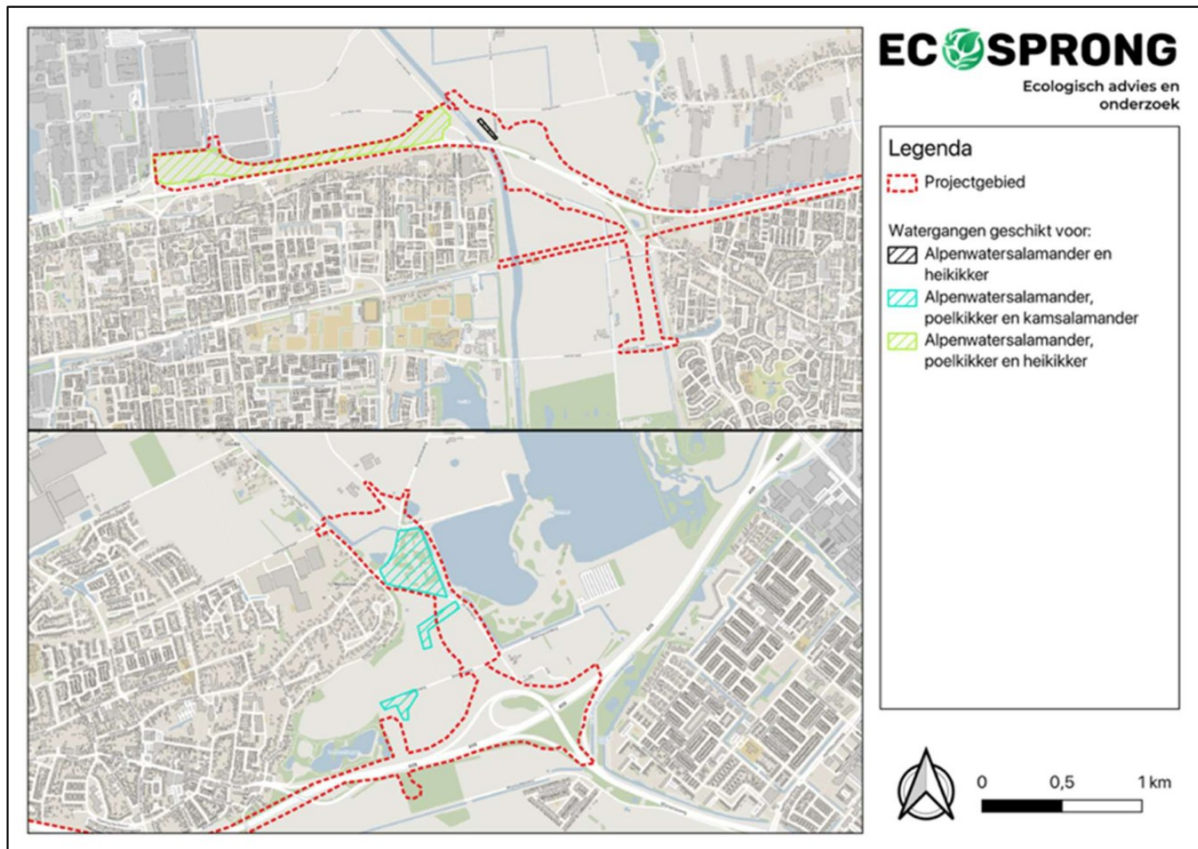 ECOSPRONG
Ecologisch advies en
onderzoek
Legenda
Projectgebied
Watergangen geschikt voor:
Alpenwatersalamander en
heikikker
Alpenwatersalamander,
poelkikker en kamsalamander
Alpenwatersalamander,
poelkikker en heikikker
0 0,5 1 km